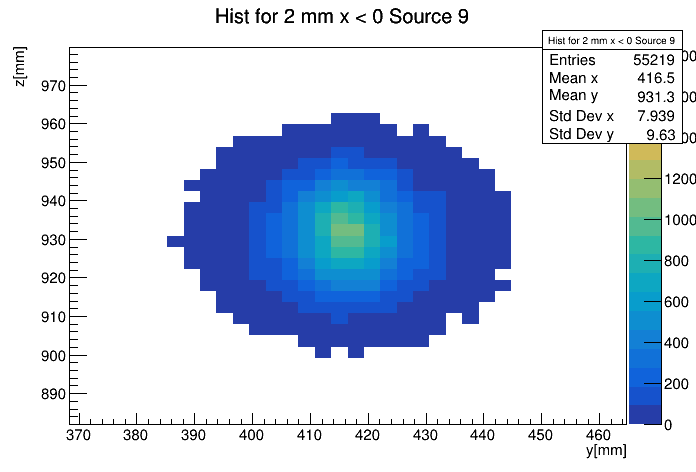 Hist for 2 mm x < 0 Source 9
Hist for 2 mm x < 0 Source 9
Entries 55219
Mean x 416.5
Mean y 931.3
Std Dev x 7.939
Std Dev y 9.63
z[mm]
970
960
950
940
930
920
910
900
890
370 380 390 400 410 420 430 440 450 460
y[mm]
1200
1000
800
600
400
200
0